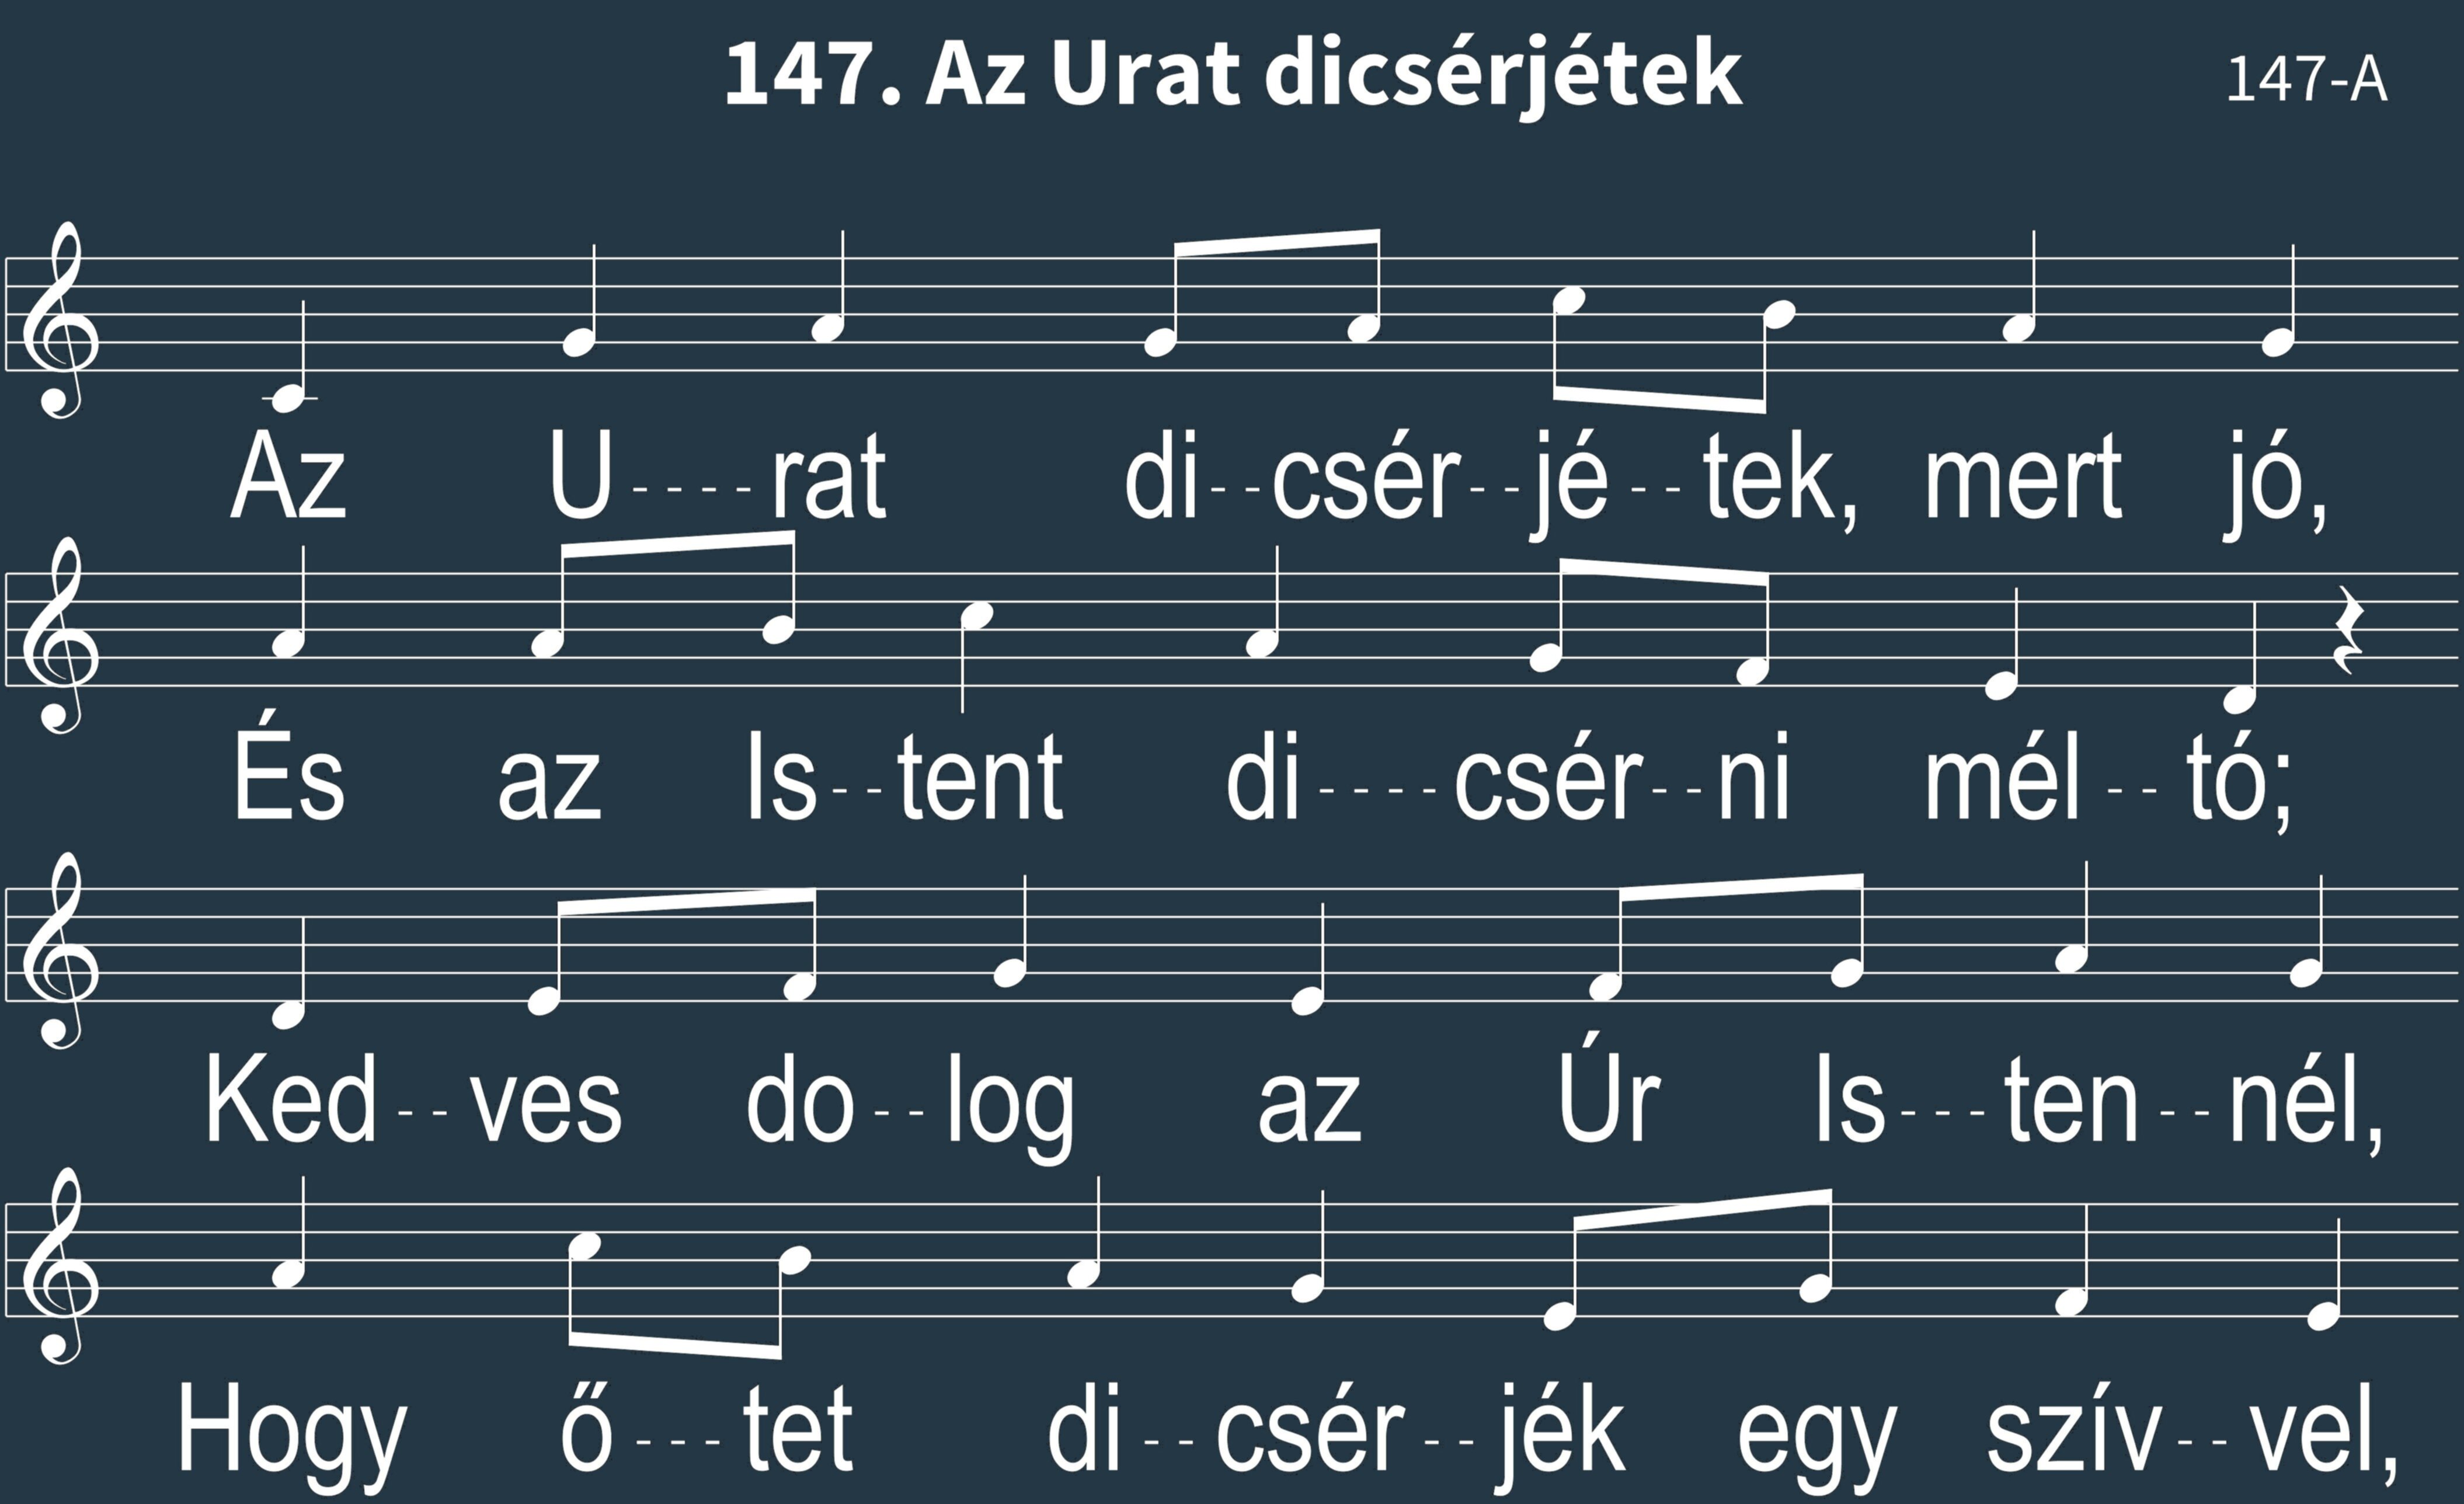 147. Az Urat dicsérjétek
147-A
Az U----rat di--csér--jé--tek, mert jó,
És az Is--tent di----csér--ni mél--tó;
Ked--ves do--log az Úr Is---ten--nél,
Hogy ő---tet di--csér--jék egy szív--vel,